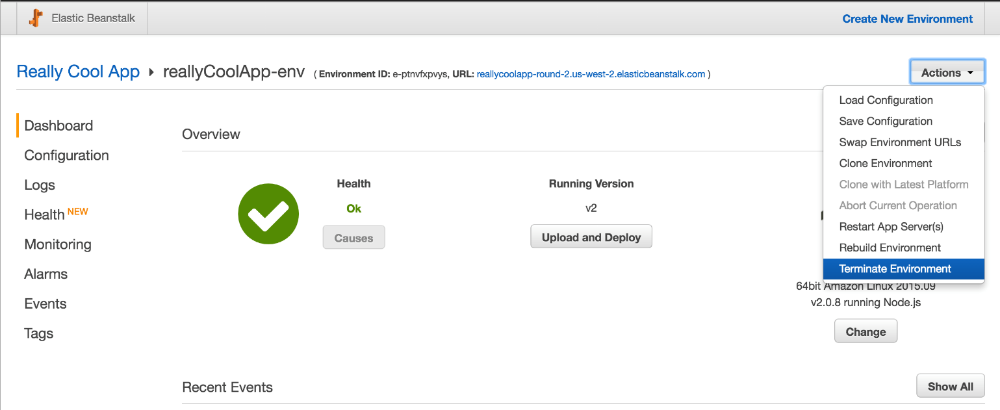 Elastic Beanstalk
Create New Environment
Really Cool App reallyCoolApp-env ( Environment ID: e-ptnvfxpvys, URL: reallycoolapp-round-2.us-west-2.elasticbeanstalk.com )
Actions
Load Configuration
Save Configuration
Swap Environment URLs
Clone Environment
Clone with Latest Platform
Abort Current Operation
Restart App Server(s)
Rebuild Environment
Terminate Environment
Dashboard
Configuration
Logs
Health NEW
Monitoring
Alarms
Events
Tags
Overview
Health
Ok
Causes
Running Version
v2
Upload and Deploy
64bit Amazon Linux 2015.09
v2.0.8 running Node.js
Change
Recent Events
Show All